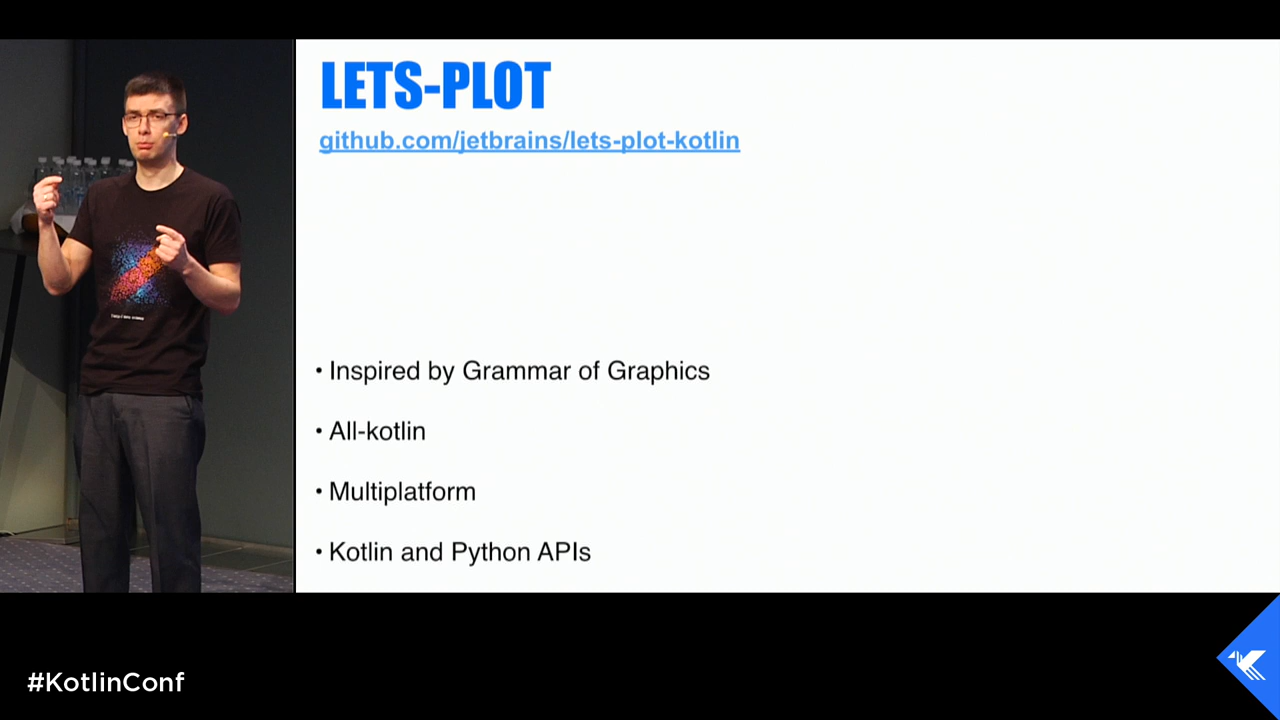 LETS-PLOT
github.com/jetbrains/lets-plot-kotlin
• Inspired by Grammar of Graphics
• All-kotlin
• Multiplatform
• Kotlin and Python APIs
#KotlinConf